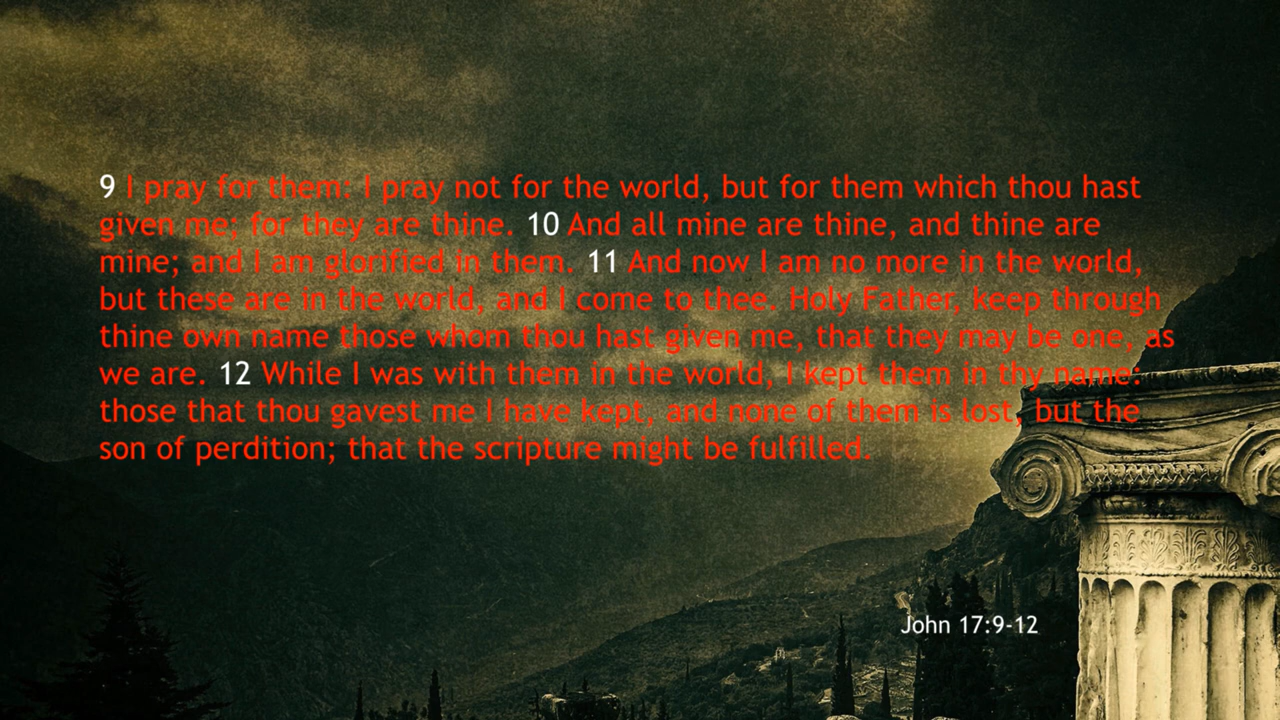 9 I pray for them: I pray not for the world, but for them which thou hast
given me; for they are thine. 10 And all mine are thine, and thine are
mine; and I am glorified in them. 11 And now I am no more in the world,
but these are in the world, and I come to thee. Holy Father, keep through
thine own name those whom thou hast given me, that they may be one, as
we are. 12 While I was with them in the world, I kept them in thy name:
those that thou gavest me I have kept, and none of them is lost, but the
son of perdition; that the scripture might be fulfilled.
John 17:9-12